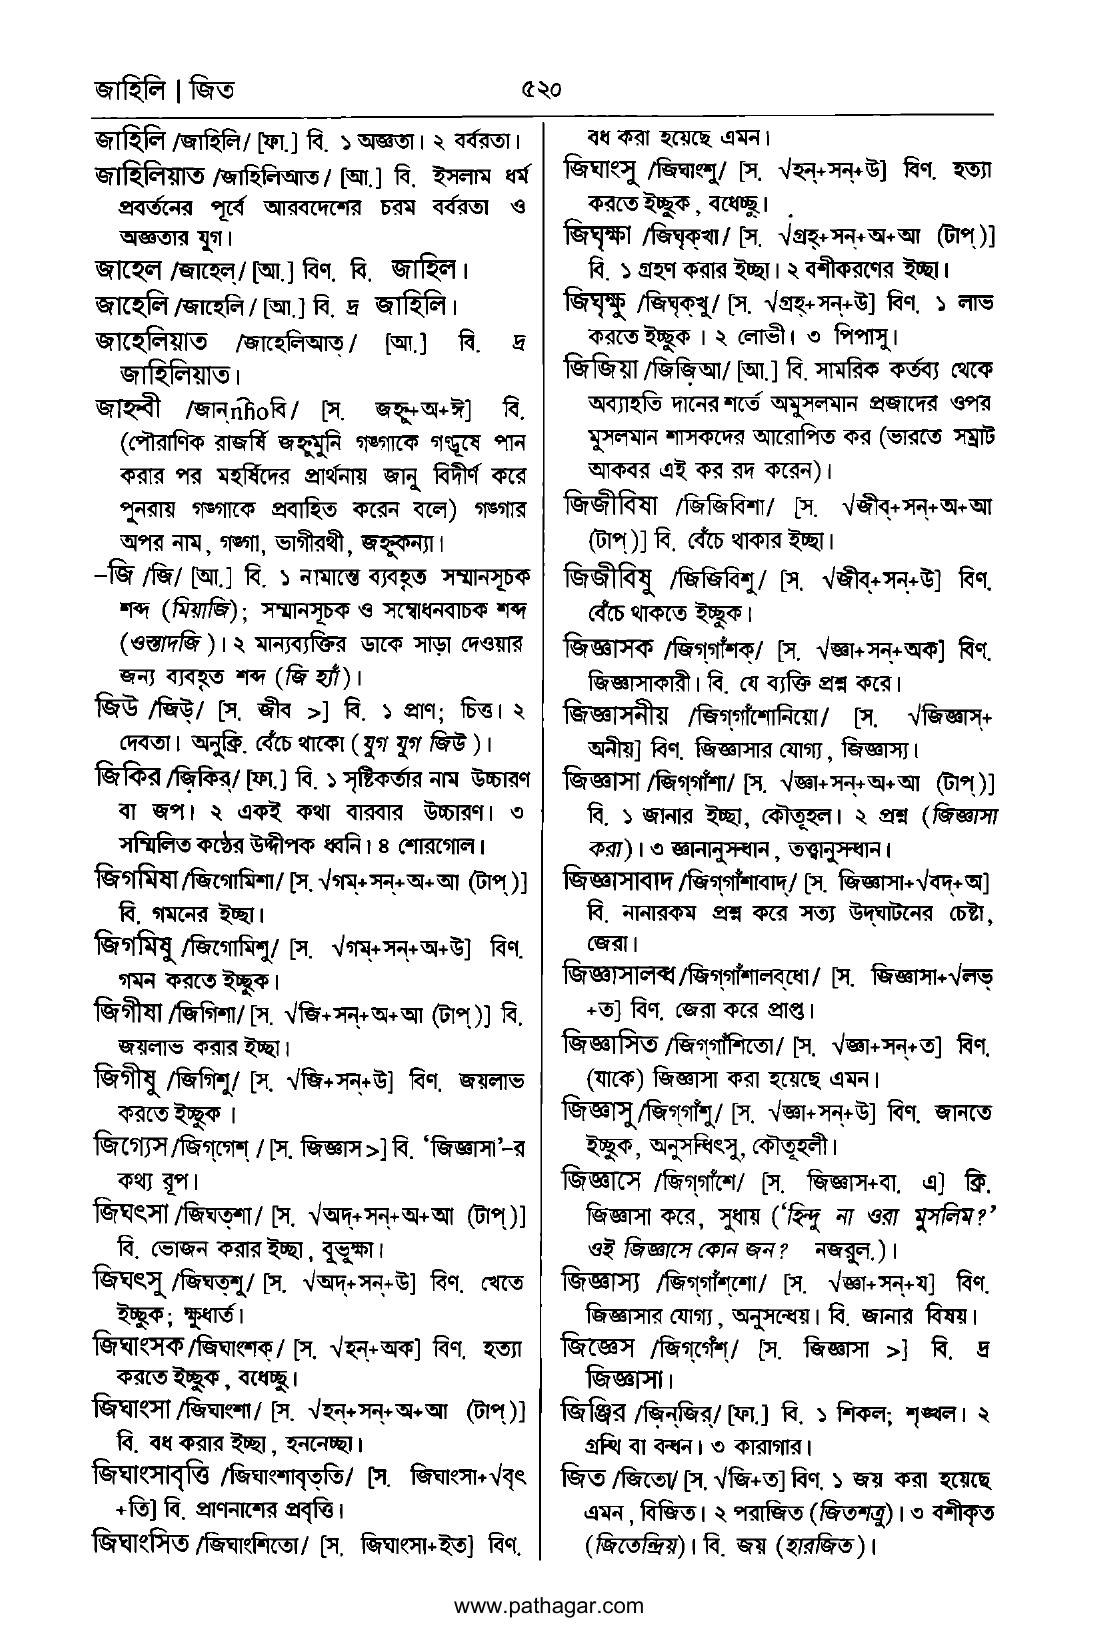 জাহিলি | জিত
৫২০
জাহিলি /জাহিলি/ [ফা.] বি. ১ অজ্ঞতা। ২ বর্বরতা।
জাহিলিয়াত /জাহিলিআত/ [আ.] বি. ইসলাম ধর্ম
প্রবর্তনের পূর্বে আরবদেশের চরম বর্বরতা ও
অজ্ঞতার যুগ।
জাহেল /জাহেল্/ [আ.] বিণ. বি. জাহিল।
জাহেলি /জাহেলি/ [আ.] বি. দ্র জাহিলি।
জাহেলিয়াত /জাহেলিআত্/ [আ.] বি. দ্র
জাহিলিয়াত।
জাহ্নবী /জান্nĥoবি/ [স. জহ্নু+অ+ঈ] বি.
(পৌরাণিক রাজর্ষি জহ্নুমুনি গঙ্গাকে গণ্ডূষে পান
করার পর মহর্ষিদের প্রার্থনায় জানু বিদীর্ণ করে
পুনরায় গঙ্গাকে প্রবাহিত করেন বলে) গঙ্গার
অপর নাম, গঙ্গা, ভাগীরথী, জহ্নুকন্যা।
–জি /জি/ [আ.] বি. ১ নামান্তে ব্যবহৃত সম্মানসূচক
শব্দ (মিয়াজি); সম্মানসূচক ও সম্বোধনবাচক শব্দ
(ওস্তাদজি)। ২ মান্যব্যক্তির ডাকে সাড়া দেওয়ার
জন্য ব্যবহৃত শব্দ (জি হ্যাঁ)।
জিউ /জিউ্/ [স. জীব >] বি. ১ প্রাণ; চিত্ত। ২
দেবতা। অনুক্রি. বেঁচে থাকো (যুগ যুগ জিউ)।
জিকির /জ়িকির্/ [ফা.] বি. ১ সৃষ্টিকর্তার নাম উচ্চারণ
বা জপ। ২ একই কথা বারবার উচ্চারণ। ৩
সম্মিলিত কণ্ঠের উদ্দীপক ধ্বনি। ৪ শোরগোল।
জিগমিষা /জিগোমিশা/ [স. √গম্+সন্+অ+আ (টাপ্)]
বি. গমনের ইচ্ছা।
জিগমিষু /জিগোমিশু/ [স. √গম্+সন্+অ+উ] বিণ.
গমন করতে ইচ্ছুক।
জিগীষা /জিগিশা/ [স. √জি+সন্+অ+আ (টাপ্)] বি.
জয়লাভ করার ইচ্ছা।
জিগীষু /জিগিশু/ [স. √জি+সন্+উ] বিণ. জয়লাভ
করতে ইচ্ছুক।
জিগ্যেস /জিগ্‌গেশ্/ [স. জিজ্ঞাস >] বি. ‘জিজ্ঞাসা’–র
কথ্য রূপ।
জিঘৎসা /জিঘত্‌শা/ [স. √অদ্+সন্+অ+আ (টাপ্)]
বি. ভোজন করার ইচ্ছা, বুভুক্ষা।
জিঘৎসু /জিঘত্‌শু/ [স. √অদ্+সন্+উ] বিণ. খেতে
ইচ্ছুক; ক্ষুধার্ত।
জিঘাংসক /জিঘাংশক্/ [স. √হন্+অক] বিণ. হত্যা
করতে ইচ্ছুক, বধেচ্ছু।
জিঘাংসা /জিঘাংশা/ [স. √হন্+সন্+অ+আ (টাপ্)]
বি. বধ করার ইচ্ছা, হননেচ্ছা।
জিঘাংসাবৃত্তি /জিঘাংশাবৃত্‌তি/ [স. জিঘাংসা+√বৃৎ
+তি] বি. প্রাণনাশের প্রবৃত্তি।
জিঘাংসিত /জিঘাংশিতো/ [স. জিঘাংসা+ইত] বিণ.
বধ করা হয়েছে এমন।
জিঘাংসু /জিঘাংশু/ [স. √হন্+সন্+উ] বিণ. হত্যা
করতে ইচ্ছুক, বধেচ্ছু।
জিঘৃক্ষা /জিঘৃক্‌খা/ [স. √গ্রহ্+সন্+অ+আ (টাপ্)]
বি. ১ গ্রহণ করার ইচ্ছা। ২ বশীকরণের ইচ্ছা।
জিঘৃক্ষু /জিঘৃক্‌খু/ [স. √গ্রহ্+সন্+উ] বিণ. ১ লাভ
করতে ইচ্ছুক। ২ লোভী। ৩ পিপাসু।
জিজিয়া /জিজ়িআ/ [আ.] বি. সামরিক কর্তব্য থেকে
অব্যাহতি দানের শর্তে অমুসলমান প্রজাদের ওপর
মুসলমান শাসকদের আরোপিত কর (ভারতে সম্রাট
আকবর এই কর রদ করেন)।
জিজীবিষা /জিজিবিশা/ [স. √জীব্+সন্+অ+আ
(টাপ্)] বি. বেঁচে থাকার ইচ্ছা।
জিজীবিষু /জিজিবিশু/ [স. √জীব্+সন্+উ] বিণ.
বেঁচে থাকতে ইচ্ছুক।
জিজ্ঞাসক /জিগ্‌গাঁশক্/ [স. √জ্ঞা+সন্+অক] বিণ.
জিজ্ঞাসাকারী। বি. যে ব্যক্তি প্রশ্ন করে।
জিজ্ঞাসনীয় /জিগ্‌গাঁশোনিয়ো/ [স. √জিজ্ঞাস্+
অনীয়] বিণ. জিজ্ঞাসার যোগ্য, জিজ্ঞাস্য।
জিজ্ঞাসা /জিগ্‌গাঁশা/ [স. √জ্ঞা+সন্+অ+আ (টাপ্)]
বি. ১ জানার ইচ্ছা, কৌতূহল। ২ প্রশ্ন (জিজ্ঞাসা
করা)। ৩ জ্ঞানানুসন্ধান, তত্ত্বানুসন্ধান।
জিজ্ঞাসাবাদ /জিগ্‌গাঁশাবাদ্/ [স. জিজ্ঞাসা+√বদ্+অ]
বি. নানারকম প্রশ্ন করে সত্য উদ্‌ঘাটনের চেষ্টা,
জেরা।
জিজ্ঞাসালব্ধ /জিগ্‌গাঁশালব্‌ধো/ [স. জিজ্ঞাসা+√লভ্
+ত] বিণ. জেরা করে প্রাপ্ত।
জিজ্ঞাসিত /জিগ্‌গাঁশিতো/ [স. √জ্ঞা+সন্+ত] বিণ.
(যাকে) জিজ্ঞাসা করা হয়েছে এমন।
জিজ্ঞাসু /জিগ্‌গাঁশু/ [স. √জ্ঞা+সন্+উ] বিণ. জানতে
ইচ্ছুক, অনুসন্ধিৎসু, কৌতূহলী।
জিজ্ঞাসে /জিগ্‌গাঁশে/ [স. জিজ্ঞাস+বা. এ] ক্রি.
জিজ্ঞাসা করে, সুধায় (‘হিন্দু না ওরা মুসলিম?’
ওই জিজ্ঞাসে কোন জন? নজরুল.)।
জিজ্ঞাস্য /জিগ্‌গাঁশ্‌শো/ [স. √জ্ঞা+সন্+য] বিণ.
জিজ্ঞাসার যোগ্য, অনুসন্ধেয়। বি. জানার বিষয়।
জিজ্ঞেস /জিগ্‌গেঁশ্/ [স. জিজ্ঞাসা >] বি. দ্র
জিজ্ঞাসা।
জিঞ্জির /জ়িন্‌জ়ির্/ [ফা.] বি. ১ শিকল; শৃঙ্খল। ২
গ্রন্থি বা বন্ধন। ৩ কারাগার।
জিত /জিতো/ [স. √জি+ত] বিণ. ১ জয় করা হয়েছে
এমন, বিজিত। ২ পরাজিত (জিতশত্রু)। ৩ বশীকৃত
(জিতেন্দ্রিয়)। বি. জয় (হারজিত)।
www.pathagar.com